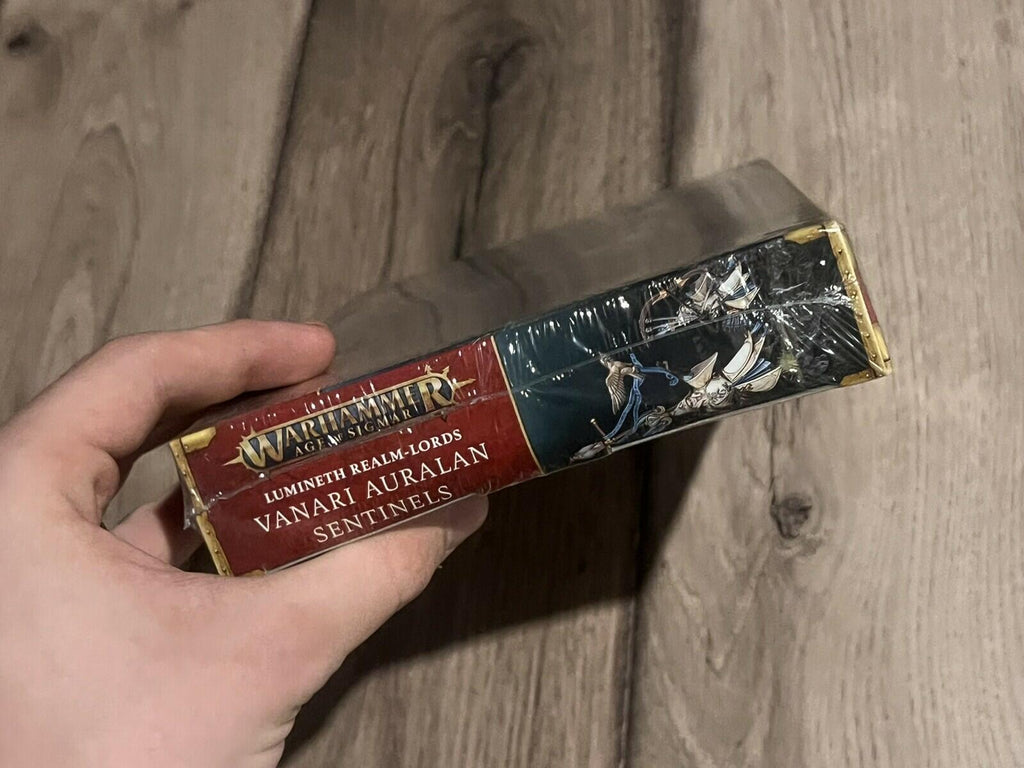 WARHAMMER
AGE OF SIGMAR
LUMINETH REALM-LORDS
VANARI AURALAN
SENTINELS